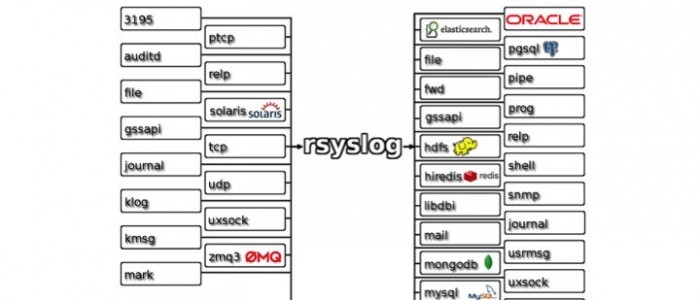 3195
ptcp
auditd
relp
file
solaris solaris
gssapi
tcp
journal
udp
klog
uxsock
kmsg
zmq3 ØMQ
mark
rsyslog
elasticsearch.
ORACLE
file
pgsql
fwd
pipe
gssapi
prog
hdfs
relp
hiredis redis
shell
libdbi
snmp
mail
journal
mongodb
usrmsg
mysql MySQL
uxsock